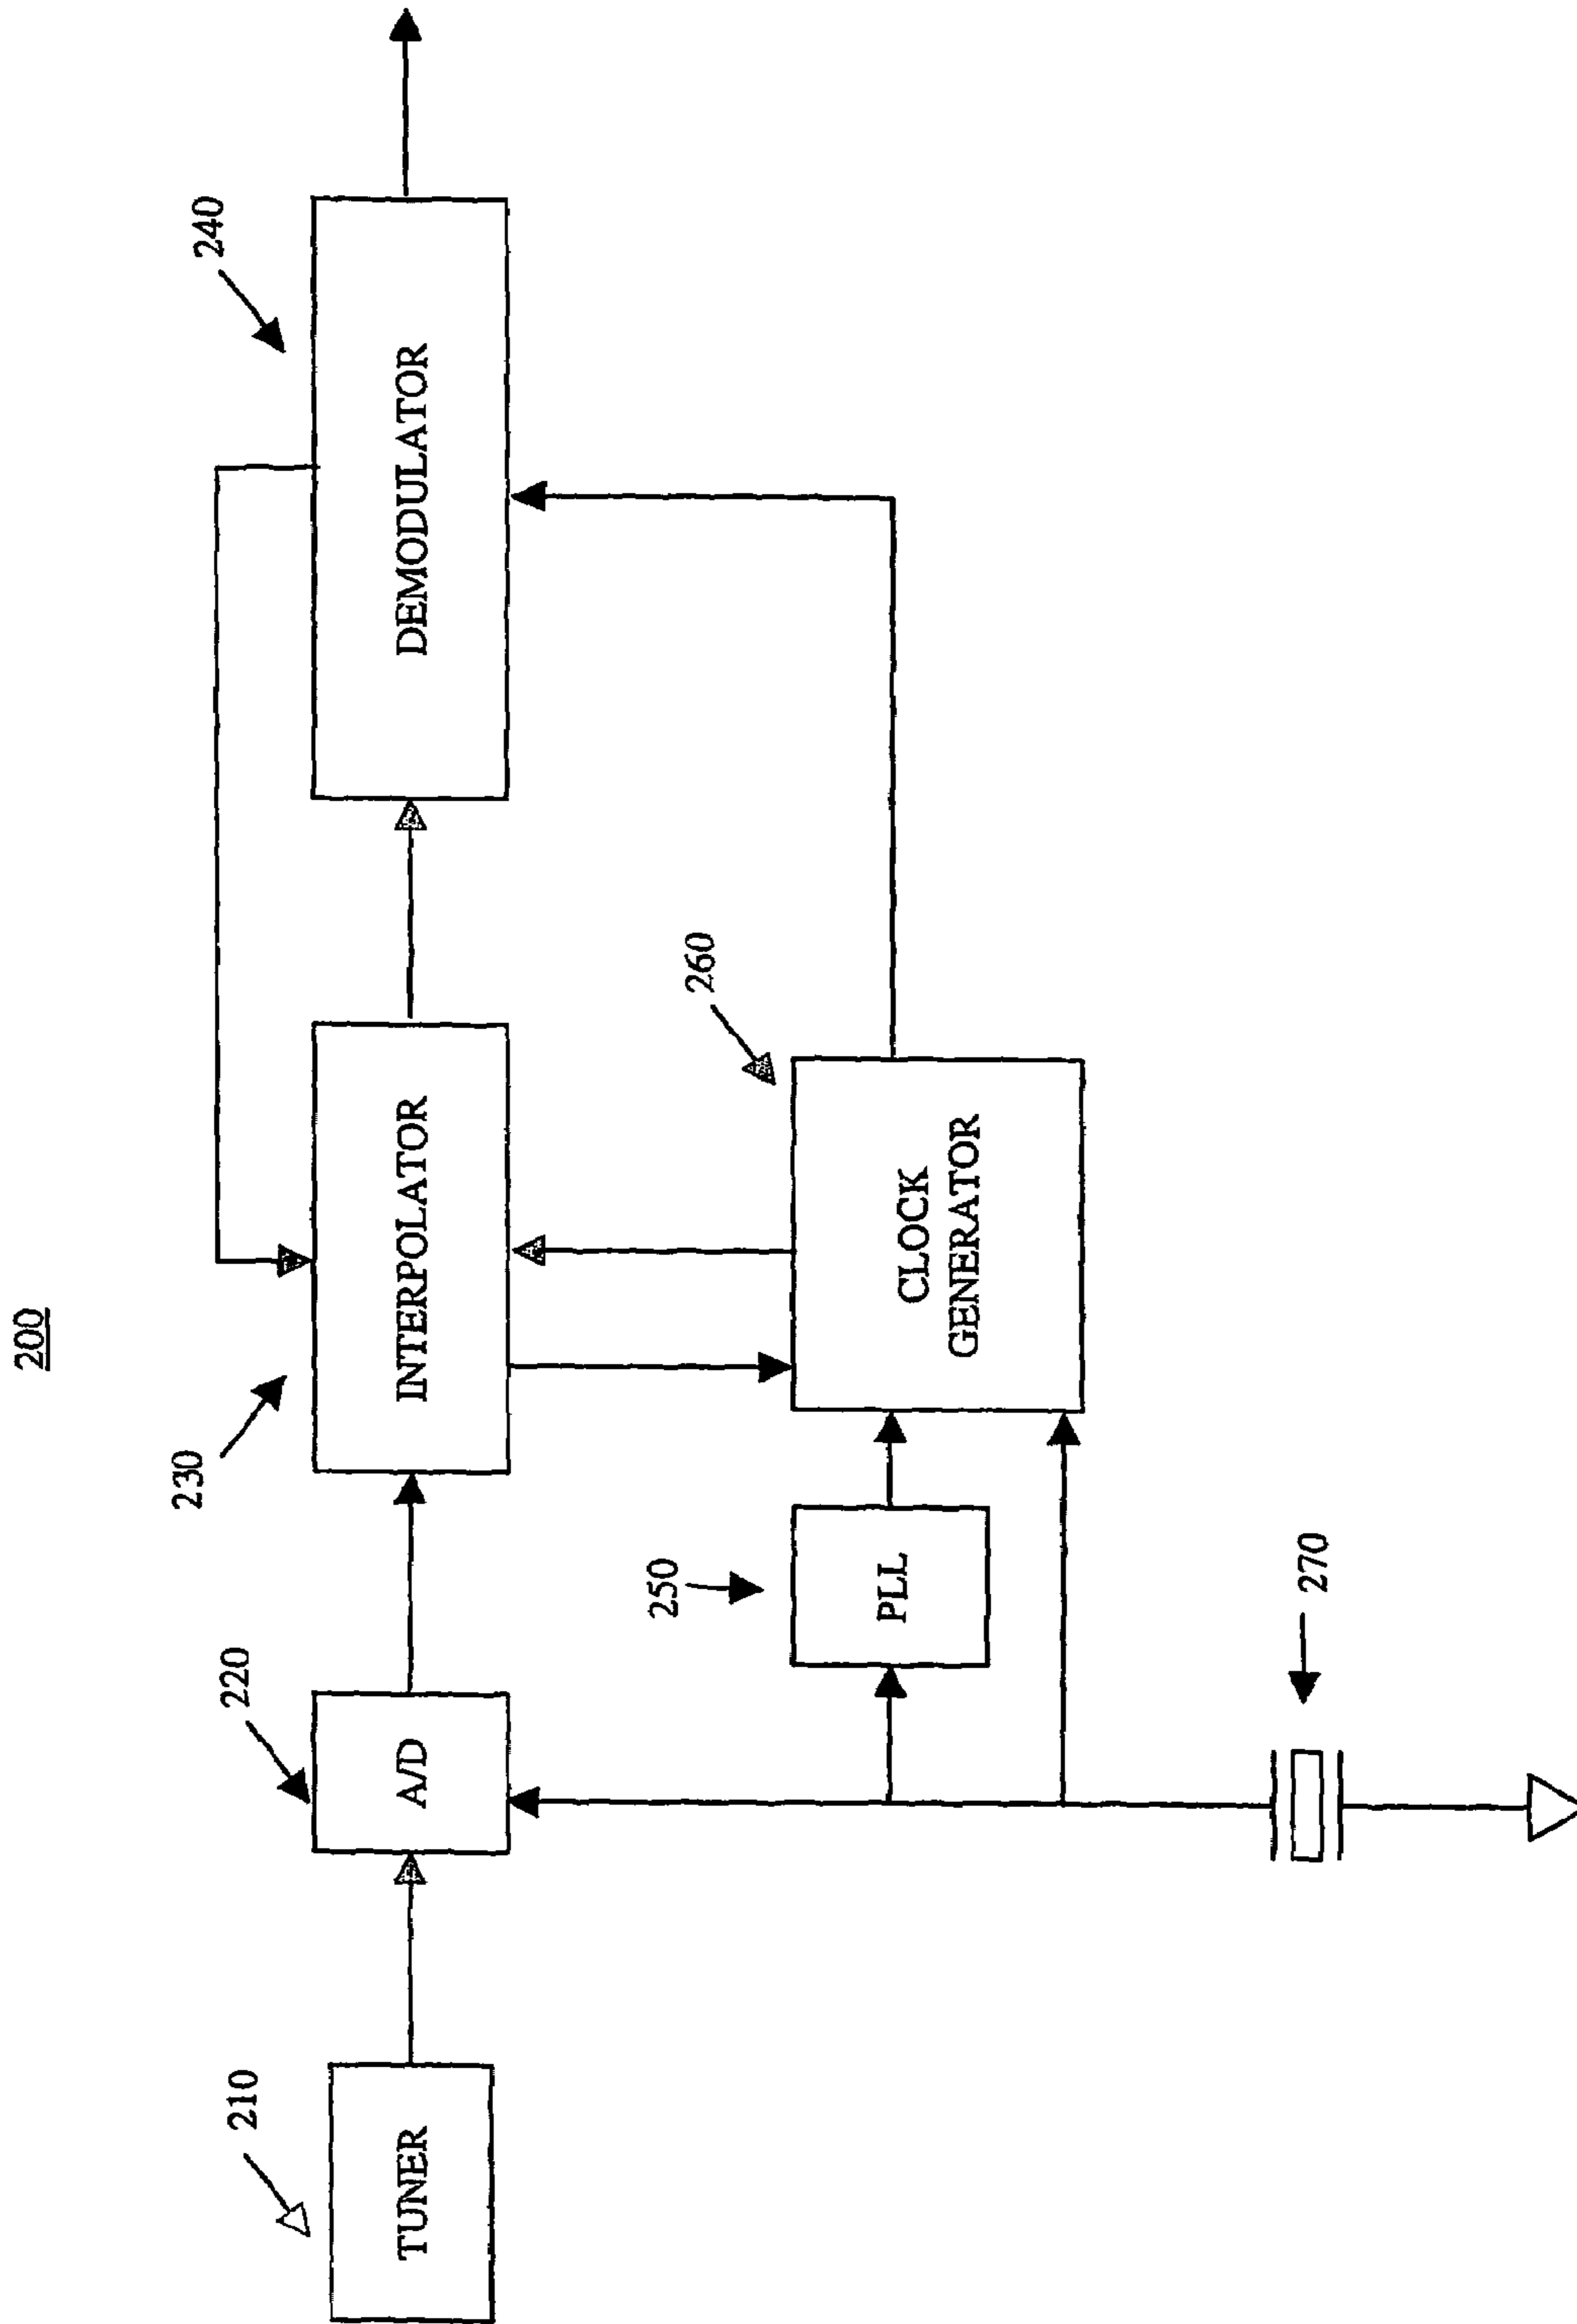 200
210
TUNER
220
A/D
230
INTERPOLATOR
240
DEMODULATOR
250
PLL
260
CLOCK
GENERATOR
270